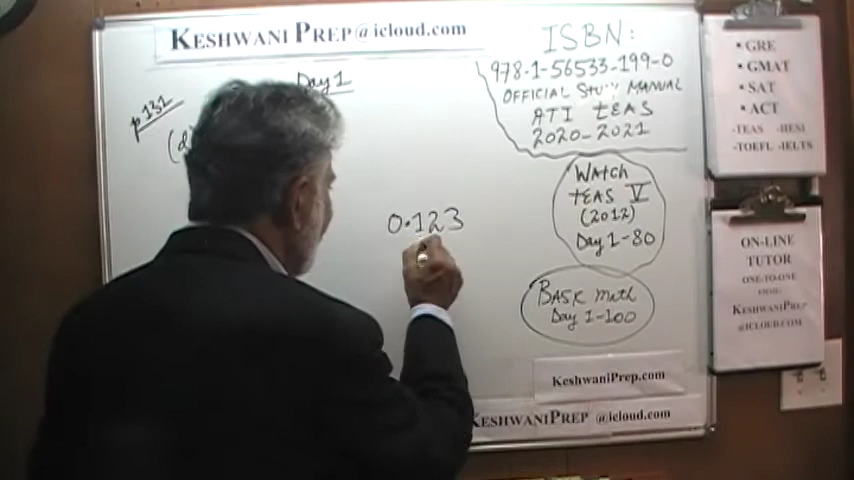 KESHWANI PREP @ icloud.com
Day 1
p 131
(d
0.123
ISBN:
978-1-56533-199-0
OFFICIAL STUDY MANUAL
ATI TEAS
2020-2021
WATCH
TEAS V
(2012)
Day 1-80
BASIC Math
Day 1-100
KESHWANIPREP.COM
KESHWANIPREP @ icloud.com
• GRE
• GMAT
• SAT
• ACT
-TEAS -HESI
-TOEFL -IELTS
ON-LINE
TUTOR
ONE-TO-ONE
KESHWANIPREP
@ICLOUD.COM